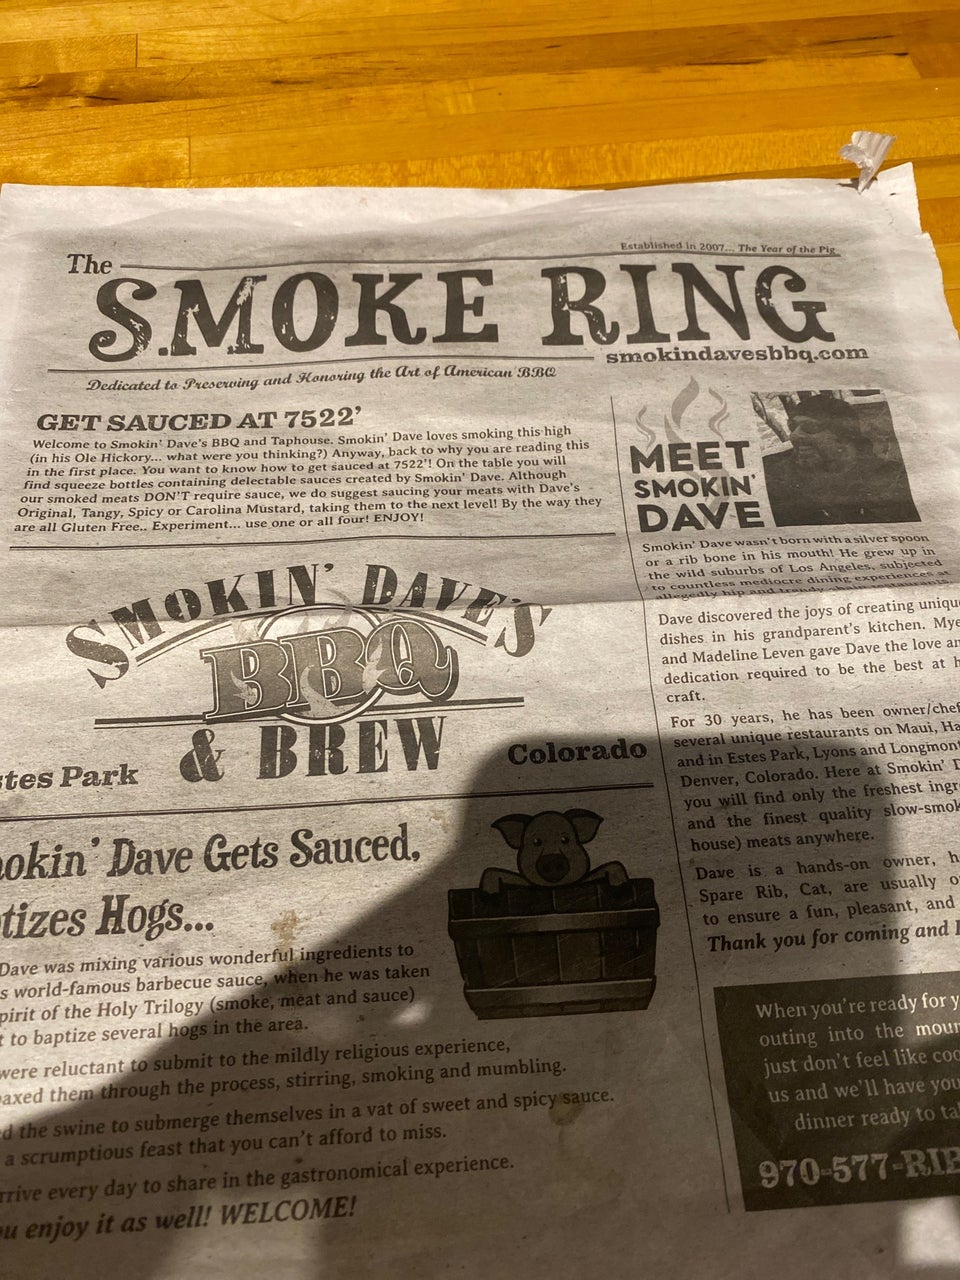 Established in 2007... The Year of the Pig
The
SMOKE RING
smokindavesbbq.com
Dedicated to Preserving and Honoring the Art of American BBQ
GET SAUCED AT 7522'
Welcome to Smokin' Dave's BBQ and Taphouse. Smokin' Dave loves smoking this high
(in his Ole Hickory... what were you thinking?) Anyway, back to why you are reading this
in the first place. You want to know how to get sauced at 7522'! On the table you will
find squeeze bottles containing delectable sauces created by Smokin' Dave. Although
our smoked meats DON'T require sauce, we do suggest saucing your meats with Dave's
Original, Tangy, Spicy or Carolina Mustard, taking them to the next level! By the way they
are all Gluten Free.. Experiment... use one or all four! ENJOY!
SMOKIN' DAVE'S
BBQ
& BREW
stes Park
Colorado
okin' Dave Gets Sauced,
tizes Hogs...
Dave was mixing various wonderful ingredients to
s world-famous barbecue sauce, when he was taken
pirit of the Holy Trilogy (smoke, meat and sauce)
t to baptize several hogs in the area.
were reluctant to submit to the mildly religious experience,
axed them through the process, stirring, smoking and mumbling.
d the swine to submerge themselves in a vat of sweet and spicy sauce.
a scrumptious feast that you can't afford to miss.
rrive every day to share in the gastronomical experience.
u enjoy it as well! WELCOME!
MEET
SMOKIN'
DAVE
Smokin' Dave wasn't born with a silver spoon
or a rib bone in his mouth! He grew up in
the wild suburbs of Los Angeles, subjected
to countless mediocre dining experiences at
allegedly hip and trendy chain restaurants.
Dave discovered the joys of creating uniqu
dishes in his grandparent's kitchen. Mye
and Madeline Leven gave Dave the love an
dedication required to be the best at h
craft.
For 30 years, he has been owner/chef
several unique restaurants on Maui, Ha
and in Estes Park, Lyons and Longmont
Denver, Colorado. Here at Smokin' D
you will find only the freshest ingr
and the finest quality slow-smok
house) meats anywhere.
Dave is a hands-on owner, h
Spare Rib, Cat, are usually o
to ensure a fun, pleasant, and
Thank you for coming and
When you're ready for y
outing into the mour
just don't feel like coo
us and we'll have you
dinner ready to tal
970-577-RIB